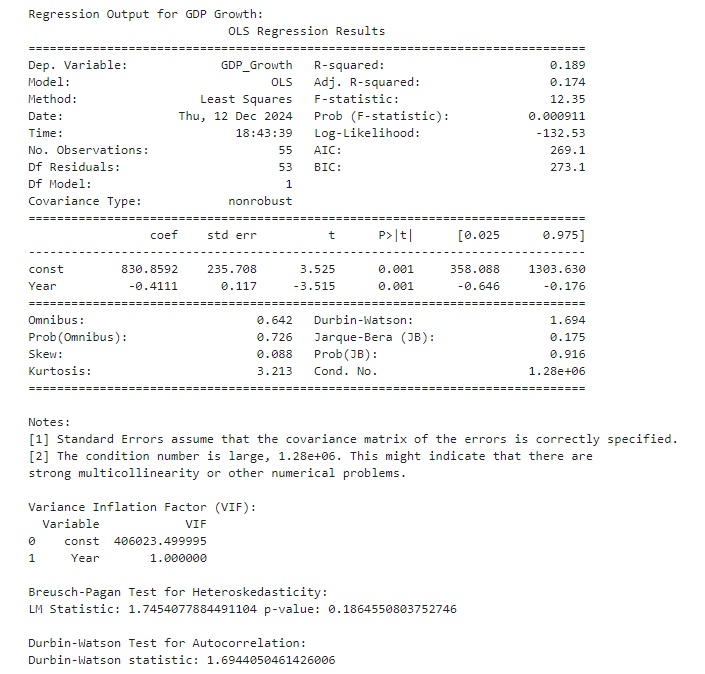 Regression Output for GDP Growth:
OLS Regression Results
==============================================================================
Dep. Variable: GDP_Growth R-squared: 0.189
Model: OLS Adj. R-squared: 0.174
Method: Least Squares F-statistic: 12.35
Date: Thu, 12 Dec 2024 Prob (F-statistic): 0.000911
Time: 18:43:39 Log-Likelihood: -132.53
No. Observations: 55 AIC: 269.1
Df Residuals: 53 BIC: 273.1
Df Model: 1
Covariance Type: nonrobust
==============================================================================
coef std err t P>|t| [0.025 0.975]
------------------------------------------------------------------------------
const 830.8592 235.708 3.525 0.001 358.088 1303.630
Year -0.4111 0.117 -3.515 0.001 -0.646 -0.176
==============================================================================
Omnibus: 0.642 Durbin-Watson: 1.694
Prob(Omnibus): 0.726 Jarque-Bera (JB): 0.175
Skew: 0.088 Prob(JB): 0.916
Kurtosis: 3.213 Cond. No. 1.28e+06
==============================================================================
Notes:
[1] Standard Errors assume that the covariance matrix of the errors is correctly specified.
[2] The condition number is large, 1.28e+06. This might indicate that there are
strong multicollinearity or other numerical problems.
Variance Inflation Factor (VIF):
Variable VIF
0 const 406023.499995
1 Year 1.000000
Breusch-Pagan Test for Heteroskedasticity:
LM Statistic: 1.7454077884491104 p-value: 0.1864550803752746
Durbin-Watson Test for Autocorrelation:
Durbin-Watson statistic: 1.6944050461426006